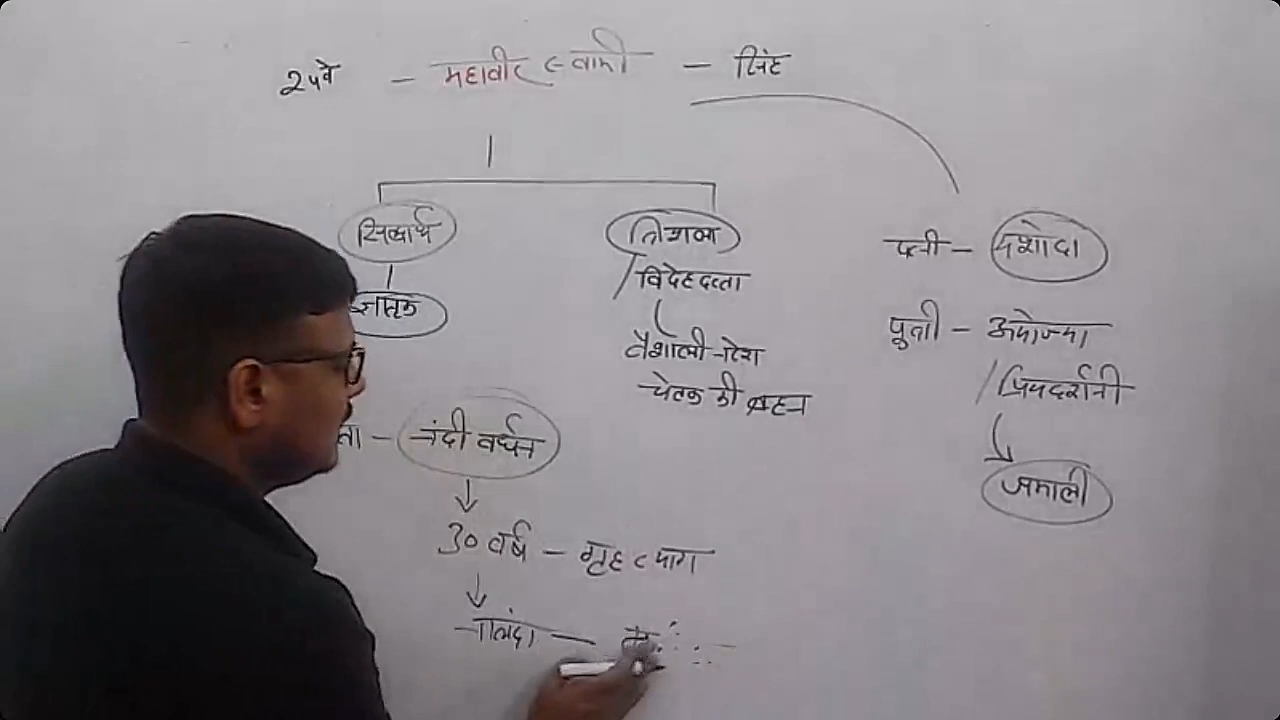 24वे – महावीर स्वामी – सिंह
सिद्धार्थ
ज्ञातृक
त्रिशला
/ विदेहदत्ता
वैशाली नरेश
चेटक की बहन
पत्नी – यशोदा
पुत्री – अणोज्जा
/ प्रियदर्शनी
जमाली
ता – नंदी वर्धन
30 वर्ष – गृह त्याग
नालंदा –